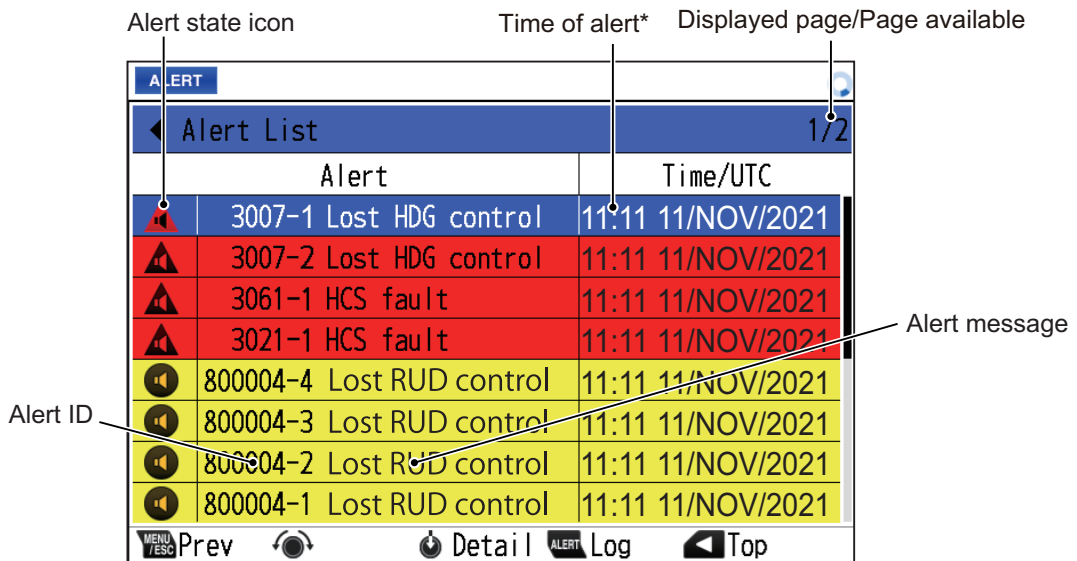 Alert state icon
Time of alert*
Displayed page/Page available
ALERT
Alert List 1/2
Alert Time/UTC
3007-1 Lost HDG control 11:11 11/NOV/2021
3007-2 Lost HDG control 11:11 11/NOV/2021
3061-1 HCS fault 11:11 11/NOV/2021
3021-1 HCS fault 11:11 11/NOV/2021
Alert message
800004-4 Lost RUD control 11:11 11/NOV/2021
Alert ID
800004-3 Lost RUD control 11:11 11/NOV/2021
800004-2 Lost RUD control 11:11 11/NOV/2021
800004-1 Lost RUD control 11:11 11/NOV/2021
MENU/ESC Prev Detail ALERT Log Top